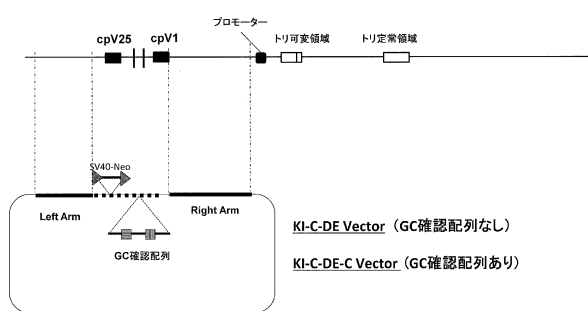 プロモーター
cpV25
cpV1
トリ可変領域
トリ定常領域
SV40-Neo
Left Arm
Right Arm
GC確認配列
KI-C-DE Vector （GC確認配列なし）
KI-C-DE-C Vector （GC確認配列あり）